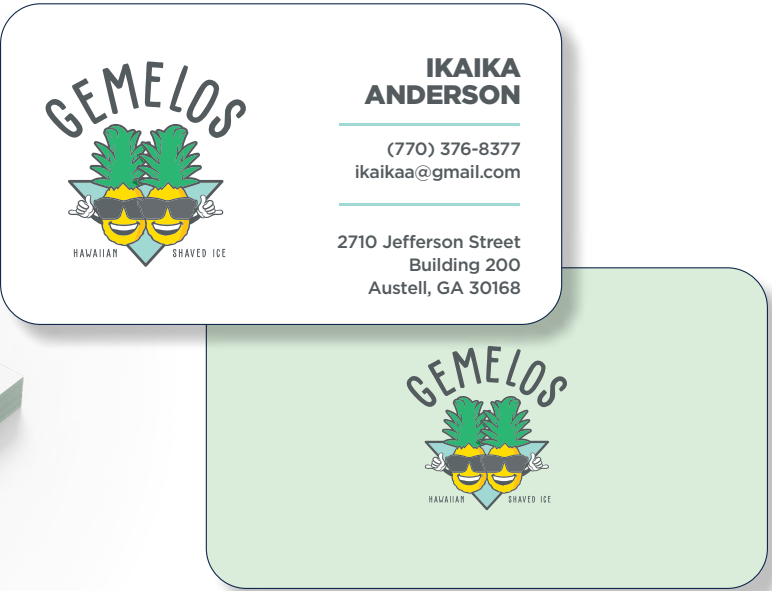 GEMELOS
HAWAIIAN SHAVED ICE
IKAIKA
ANDERSON
(770) 376-8377
ikaikaa@gmail.com
2710 Jefferson Street
Building 200
Austell, GA 30168
GEMELOS
HAWAIIAN SHAVED ICE